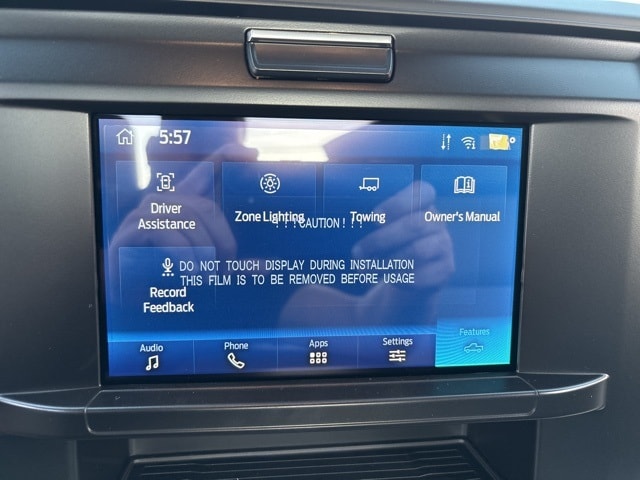 5:57
Driver
Assistance
Zone Lighting
Towing
Owner's Manual
! ! !CAUTION! ! !
DO NOT TOUCH DISPLAY DURING INSTALLATION
THIS FILM IS TO BE REMOVED BEFORE USAGE
Record
Feedback
Audio
Phone
Apps
Settings
Features